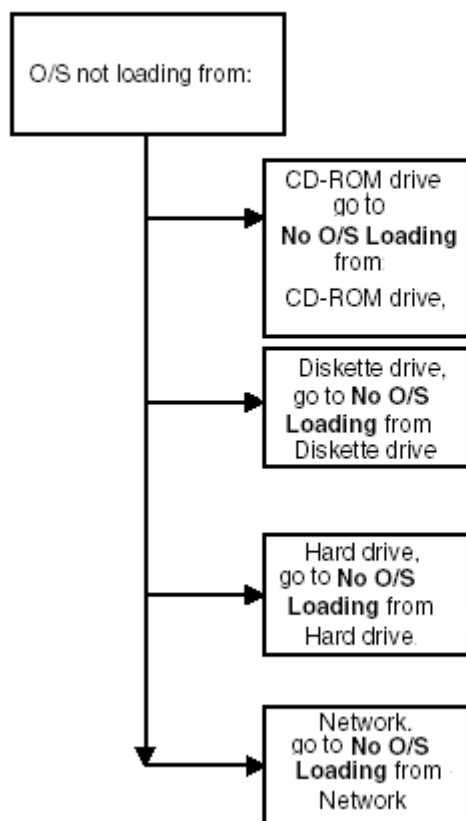 O/S not loading from:
CD-ROM drive
go to
No O/S Loading
from:
CD-ROM drive,
Diskette drive,
go to No O/S
Loading from
Diskette drive
Hard drive,
go to No O/S
Loading from
Hard drive.
Network.
go to No O/S
Loading from
Network